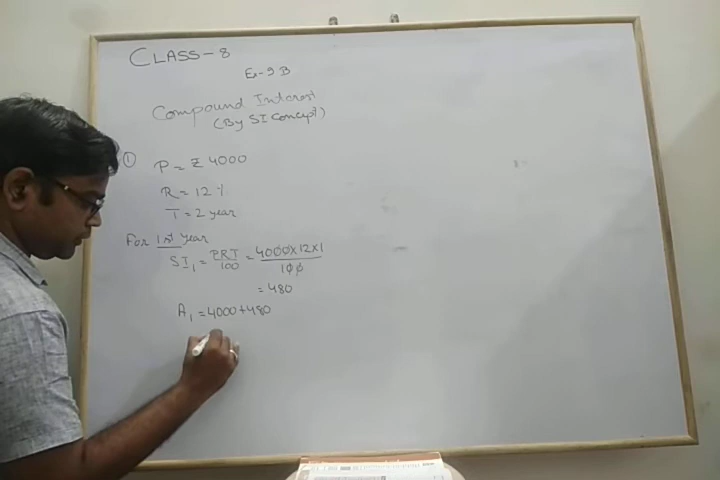 CLASS-8
Ex-9B
Compound Interest
(By SI Concept)
① P = ₹ 4000
R = 12 %
T = 2 year
For 1st year
SI₁ = PRT/100 = 4000×12×1/100
= 480
A₁ = 4000+480